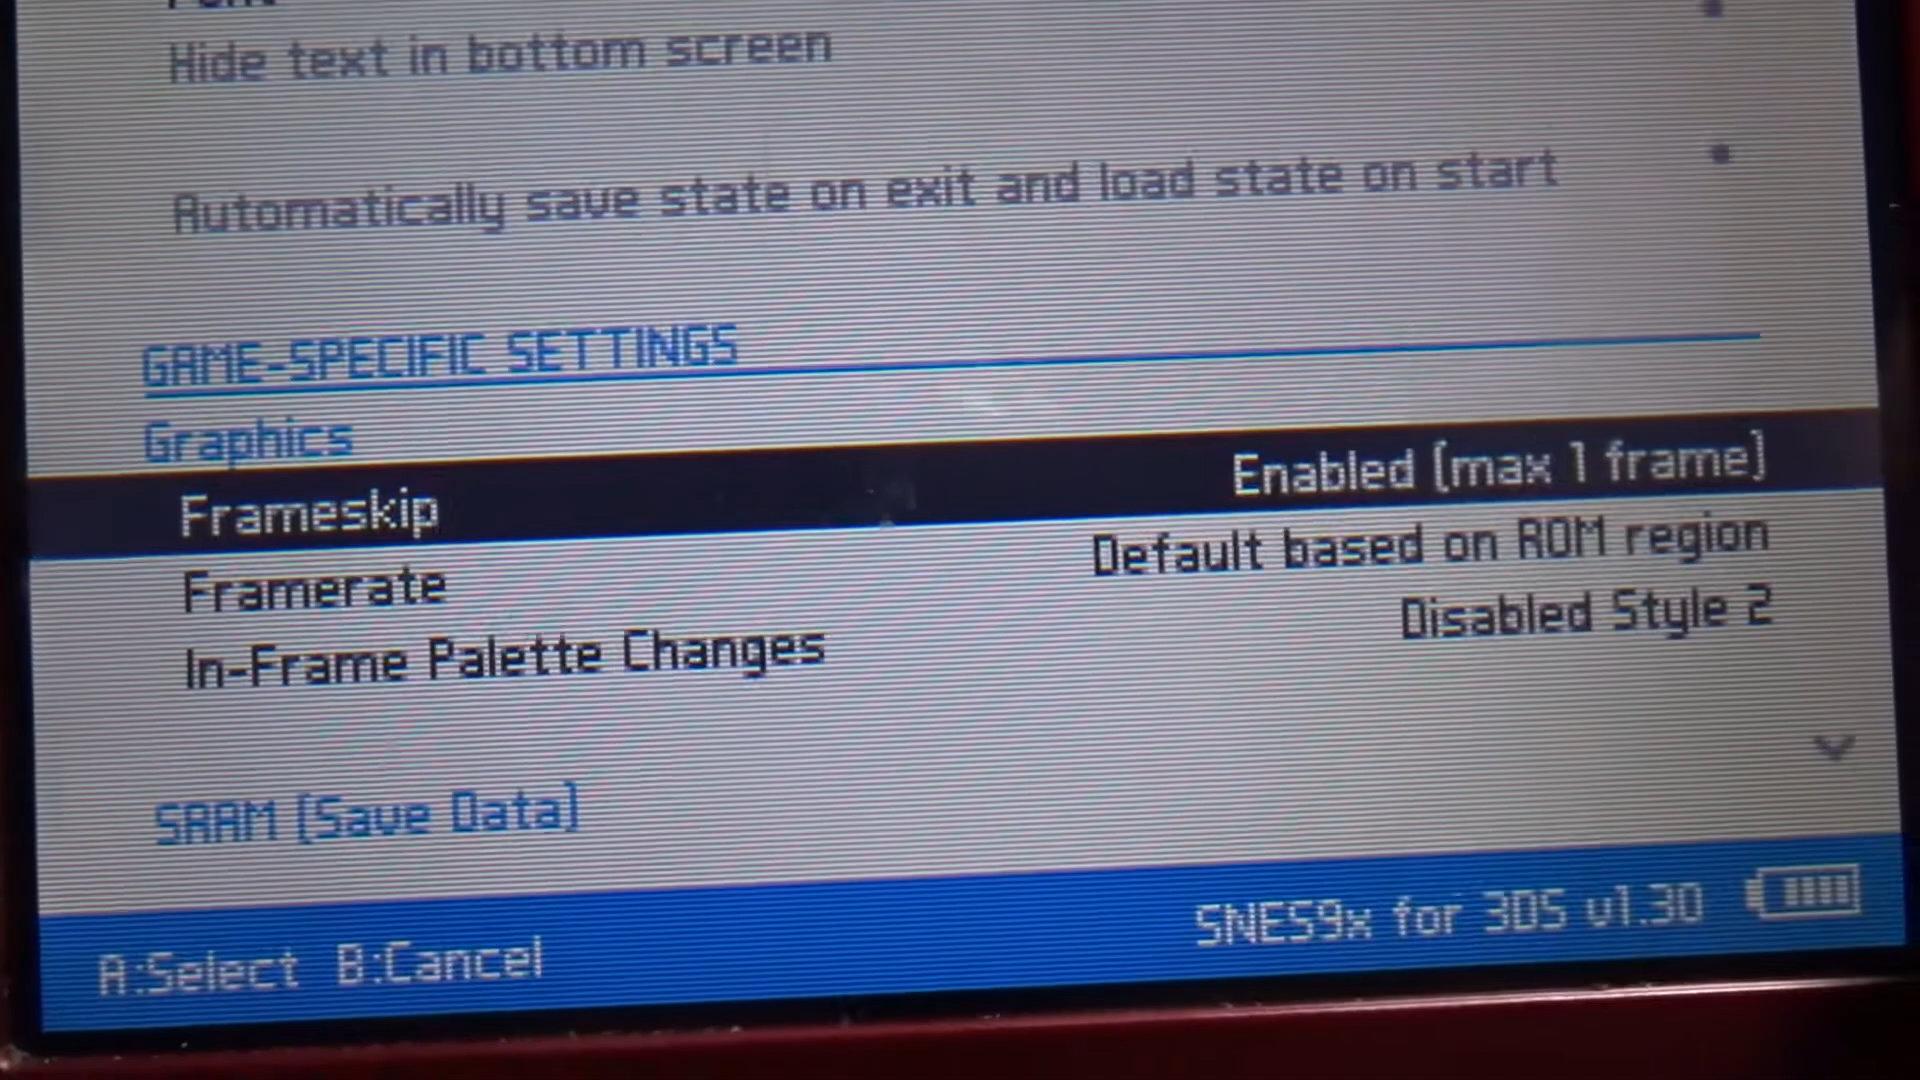 Hide text in bottom screen
Automatically save state on exit and load state on start
GAME-SPECIFIC SETTINGS
Graphics
Frameskip Enabled (max 1 frame)
Framerate Default based on ROM region
In-Frame Palette Changes Disabled Style 2
SRAM (Save Data)
A:Select B:Cancel SNES9x for 3DS v1.30